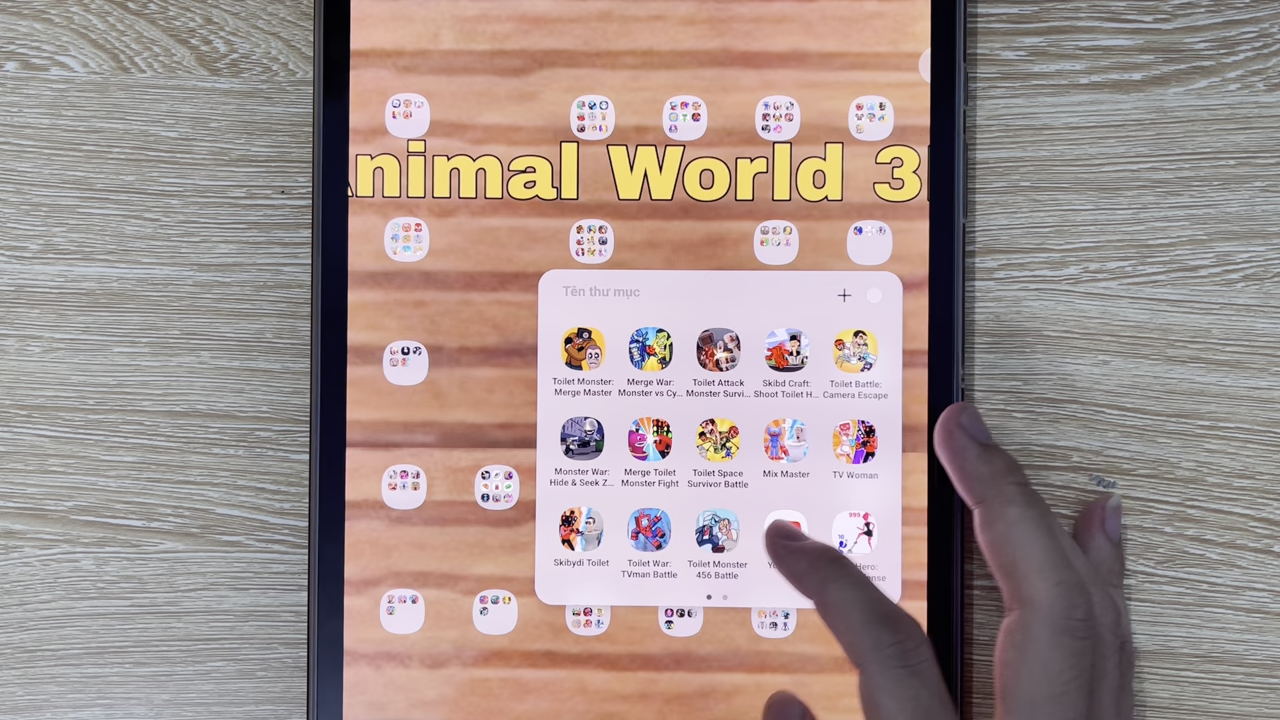 nimal World 3
Tên thư mục
Toilet Monster: Merge Master
Merge War: Monster vs Cy...
Toilet Attack Monster Survi...
Skibd Craft: Shoot Toilet H...
Toilet Battle: Camera Escape
Monster War: Hide & Seek Z...
Merge Toilet Monster Fight
Toilet Space Survivor Battle
Mix Master
TV Woman
Skibydi Toilet
Toilet War: TVman Battle
Toilet Monster 456 Battle
999
Hero: